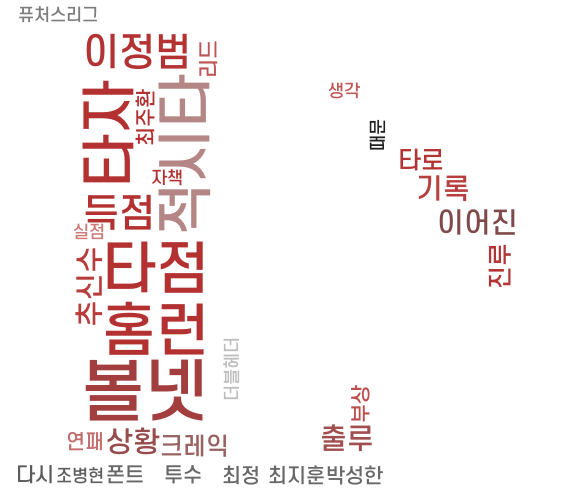 퓨처스리그
이정범
리드
타자
최주환
적시타
자책
득점
실점
추신수
타점
홈런
볼넷
더블헤더
연패 상황 크레익
생각
때문
타로
기록
이어진
진루
부상
출루
다시 조병현 폰트 투수 최정 최지훈 박성한